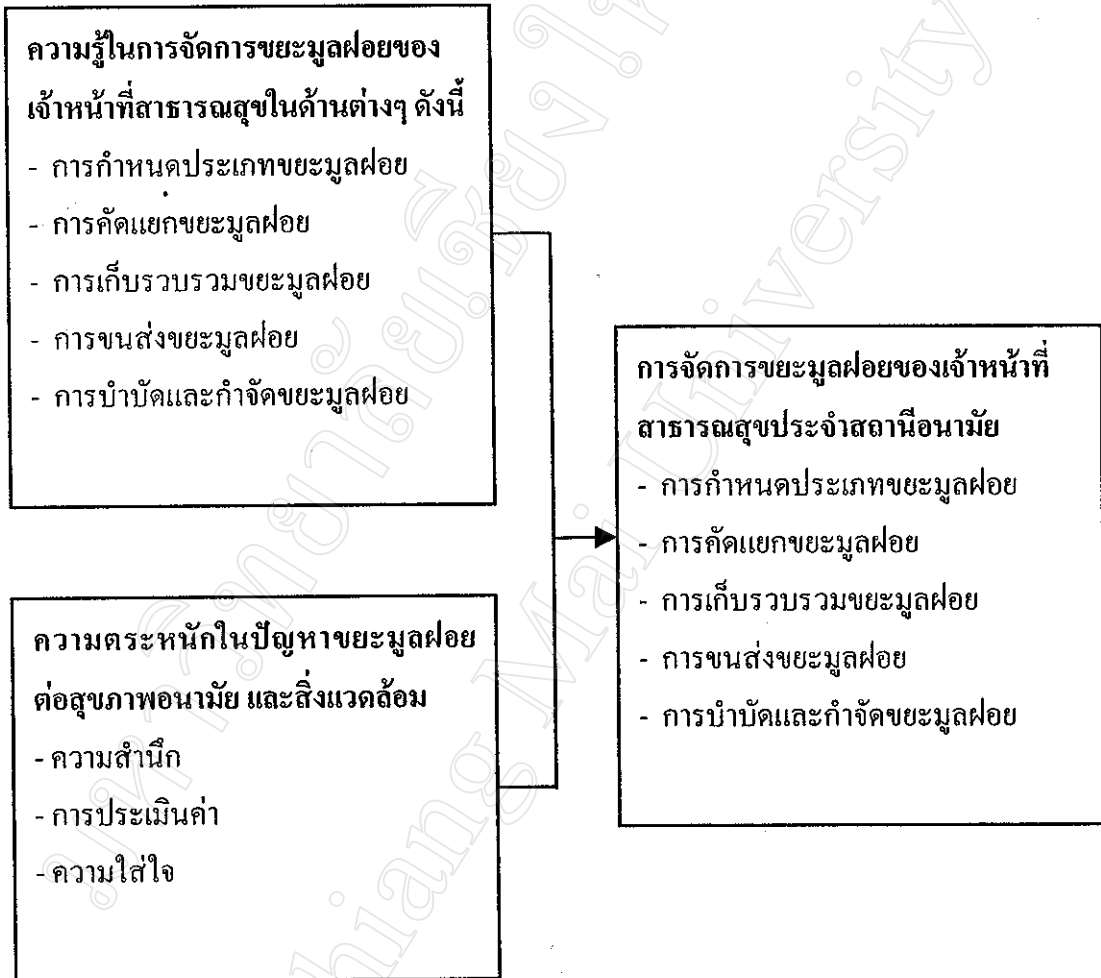 ความรู้ในการจัดการขยะมูลฝอยของ
เจ้าหน้าที่สาธารณสุขในด้านต่างๆ ดังนี้
- การกำหนดประเภทขยะมูลฝอย
- การคัดแยกขยะมูลฝอย
- การเก็บรวบรวมขยะมูลฝอย
- การขนส่งขยะมูลฝอย
- การบำบัดและกำจัดขยะมูลฝอย
ความตระหนักในปัญหาขยะมูลฝอย
ต่อสุขภาพอนามัย และสิ่งแวดล้อม
- ความสำนึก
- การประเมินค่า
- ความใส่ใจ
การจัดการขยะมูลฝอยของเจ้าหน้าที่
สาธารณสุขประจำสถานีอนามัย
- การกำหนดประเภทขยะมูลฝอย
- การคัดแยกขยะมูลฝอย
- การเก็บรวบรวมขยะมูลฝอย
- การขนส่งขยะมูลฝอย
- การบำบัดและกำจัดขยะมูลฝอย
มหาวิทยาลัยเชียงให
hiang Mai University